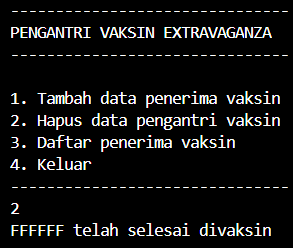 -------------------------------
PENGANTRI VAKSIN EXTRAVAGANZA
-------------------------------
1. Tambah data penerima vaksin
2. Hapus data pengantri vaksin
3. Daftar penerima vaksin
4. Keluar
-------------------------------
2
FFFFFF telah selesai divaksin